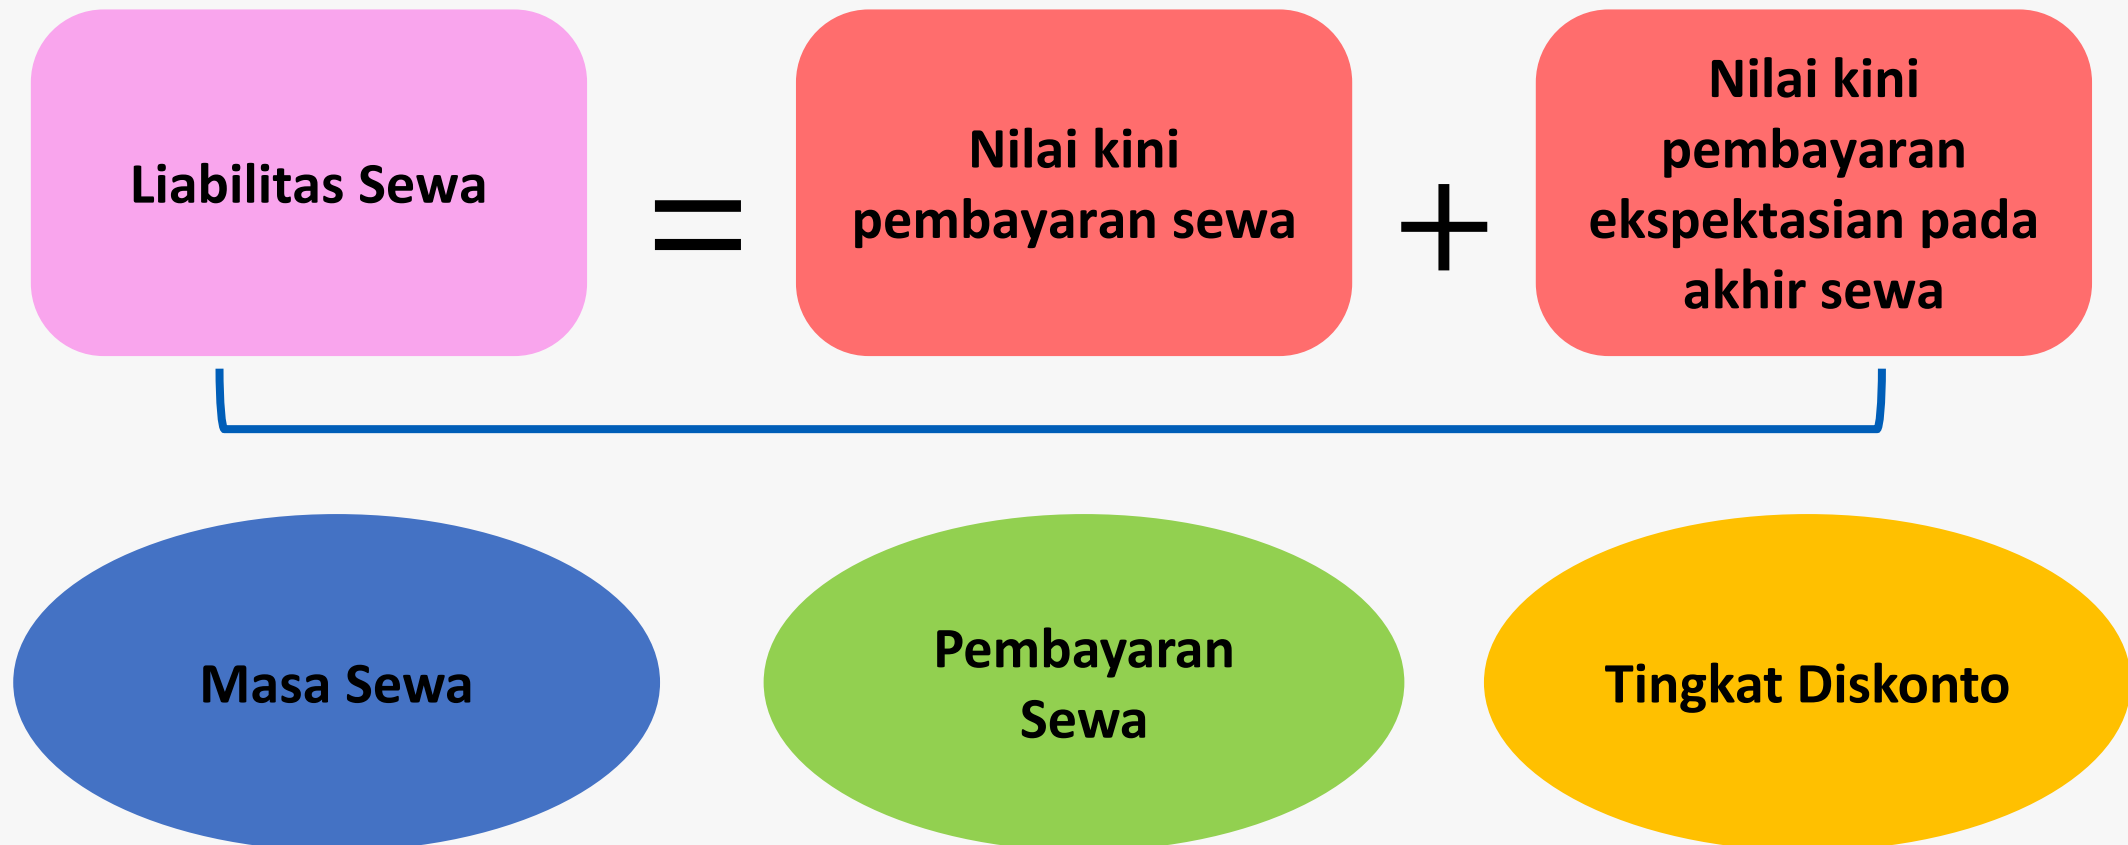 Liabilitas Sewa
=
Nilai kini
pembayaran sewa
+
Nilai kini
pembayaran
ekspektasian pada
akhir sewa
Masa Sewa
Pembayaran
Sewa
Tingkat Diskonto